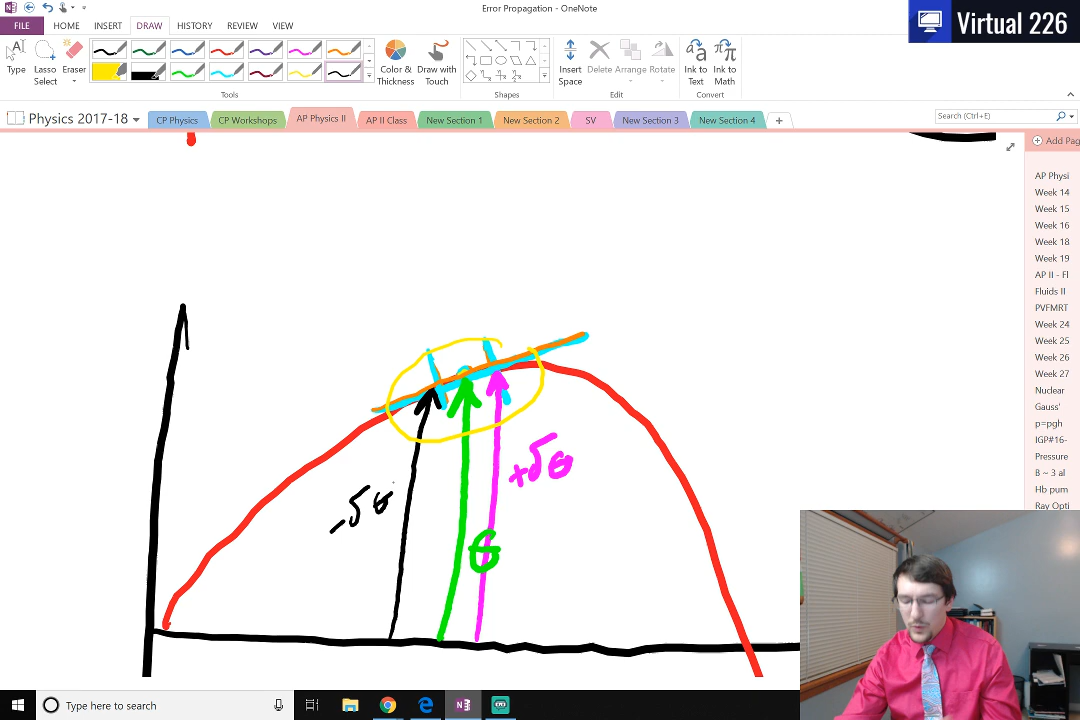 Error Propagation - OneNote
Virtual 226
FILE HOME INSERT DRAW HISTORY REVIEW VIEW
Type
Lasso Select
Eraser
Color & Thickness
Draw with Touch
Insert Space
Delete
Arrange
Rotate
Ink to Text
Ink to Math
Tools
Shapes
Edit
Convert
Physics 2017-18
CP Physics
CP Workshops
AP Physics II
AP II Class
New Section 1
New Section 2
SV
New Section 3
New Section 4
+
Search (Ctrl+E)
Add Pag
AP Physi
Week 14
Week 15
Week 16
Week 18
Week 19
AP II - Fl
Fluids II
PVFMRT
Week 24
Week 25
Week 26
Week 27
Nuclear
Gauss'
p=pgh
IGP#16-
Pressure
B ~ 3 al
Hb pum
Ray Opti
-δθ
θ
+δθ
Type here to search